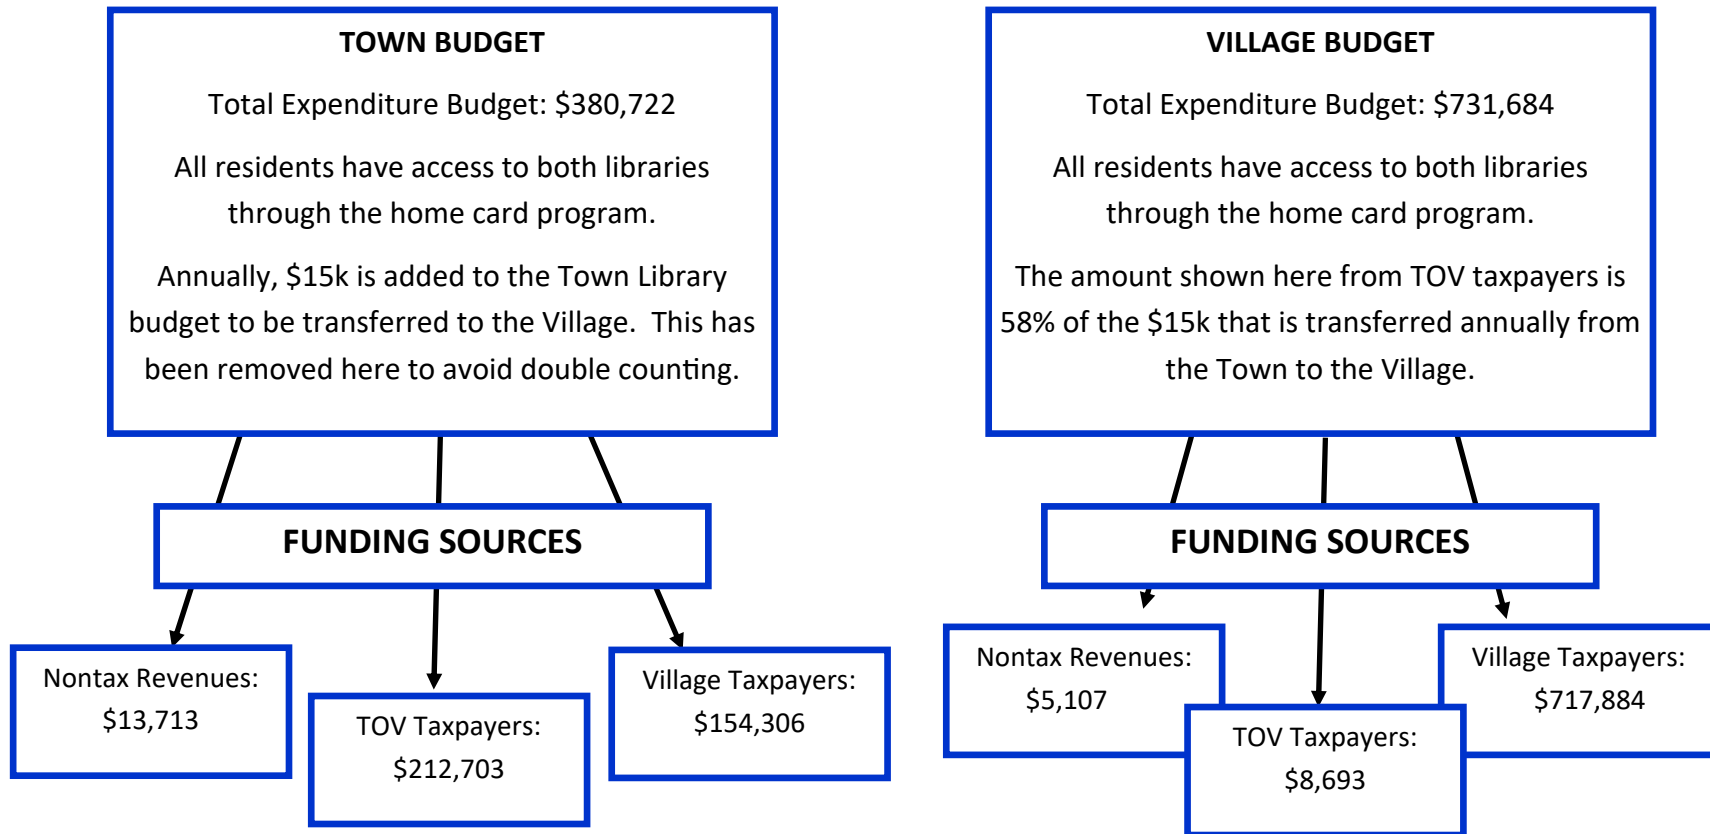 TOWN BUDGET
Total Expenditure Budget: $380,722
All residents have access to both libraries
through the home card program.
Annually, $15k is added to the Town Library
budget to be transferred to the Village.  This has
been removed here to avoid double counting.
FUNDING SOURCES
Nontax Revenues:
$13,713
TOV Taxpayers:
$212,703
Village Taxpayers:
$154,306
VILLAGE BUDGET
Total Expenditure Budget: $731,684
All residents have access to both libraries
through the home card program.
The amount shown here from TOV taxpayers is
58% of the $15k that is transferred annually from
the Town to the Village.
FUNDING SOURCES
Nontax Revenues:
$5,107
TOV Taxpayers:
$8,693
Village Taxpayers:
$717,884